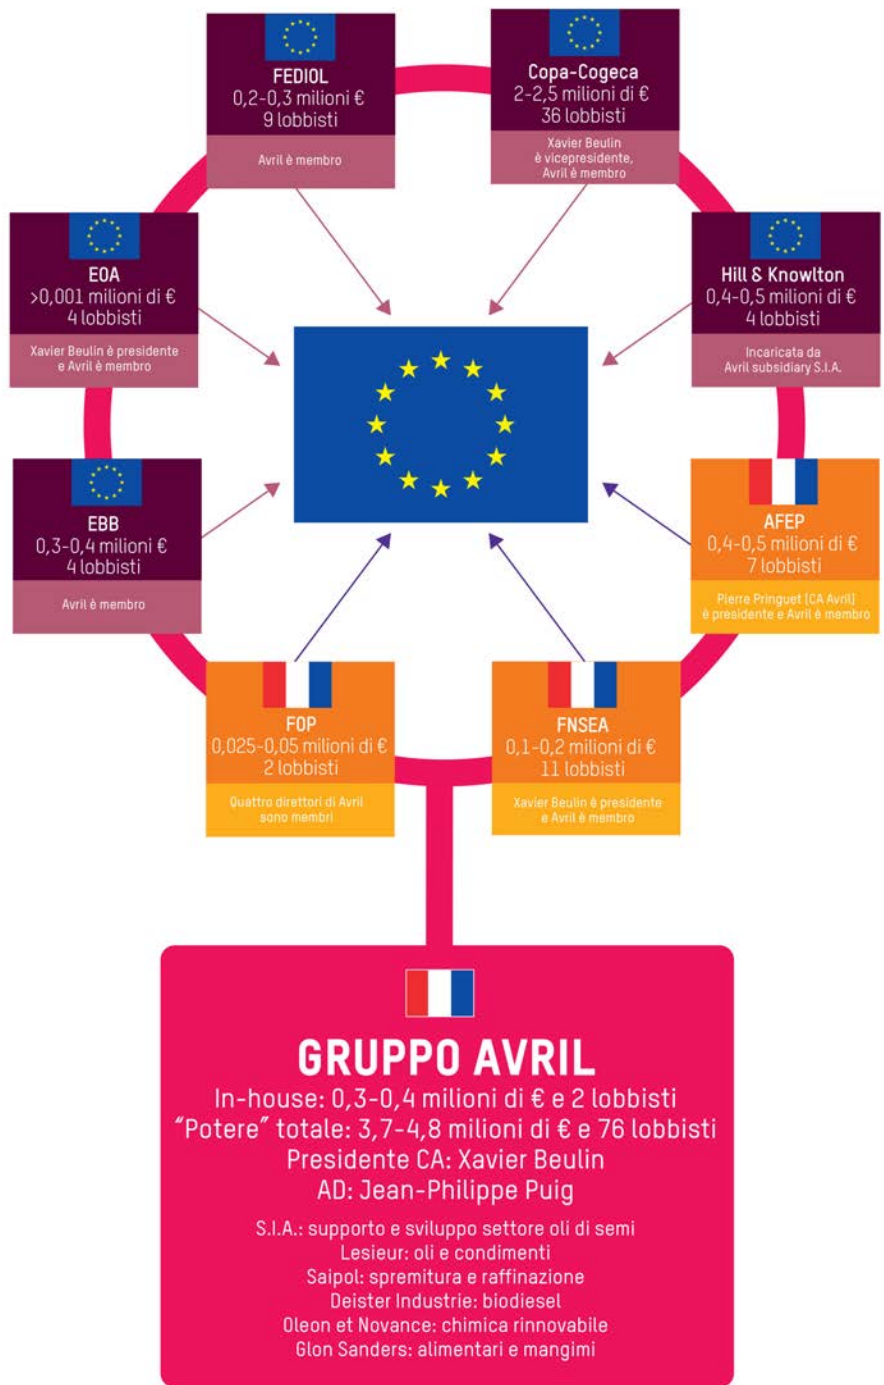 FEDIOL
0,2-0,3 milioni €
9 lobbisti
Avril è membro
Copa-Cogeca
2-2,5 milioni di €
36 lobbisti
Xavier Beulin
è vicepresidente,
Avril è membro
EOA
>0,001 milioni di €
4 lobbisti
Xavier Beulin è presidente
e Avril è membro
Hill & Knowlton
0,4-0,5 milioni di €
4 lobbisti
Incaricata da
Avril subsidiary S.I.A.
EBB
0,3-0,4 milioni €
4 lobbisti
Avril è membro
AFEP
0,4-0,5 milioni di €
7 lobbisti
Pierre Pringuet (CA Avril)
è presidente e Avril è membro
FOP
0,025-0,05 milioni di €
2 lobbisti
Quattro direttori di Avril
sono membri
FNSEA
0,1-0,2 milioni di €
11 lobbisti
Xavier Beulin è presidente
e Avril è membro
GRUPPO AVRIL
In-house: 0,3-0,4 milioni di € e 2 lobbisti
“Potere” totale: 3,7-4,8 milioni di € e 76 lobbisti
Presidente CA: Xavier Beulin
AD: Jean-Philippe Puig
S.I.A.: supporto e sviluppo settore oli di semi
Lesieur: oli e condimenti
Saipol: spremitura e raffinazione
Deister Industrie: biodiesel
Oleon et Novance: chimica rinnovabile
Glon Sanders: alimentari e mangimi